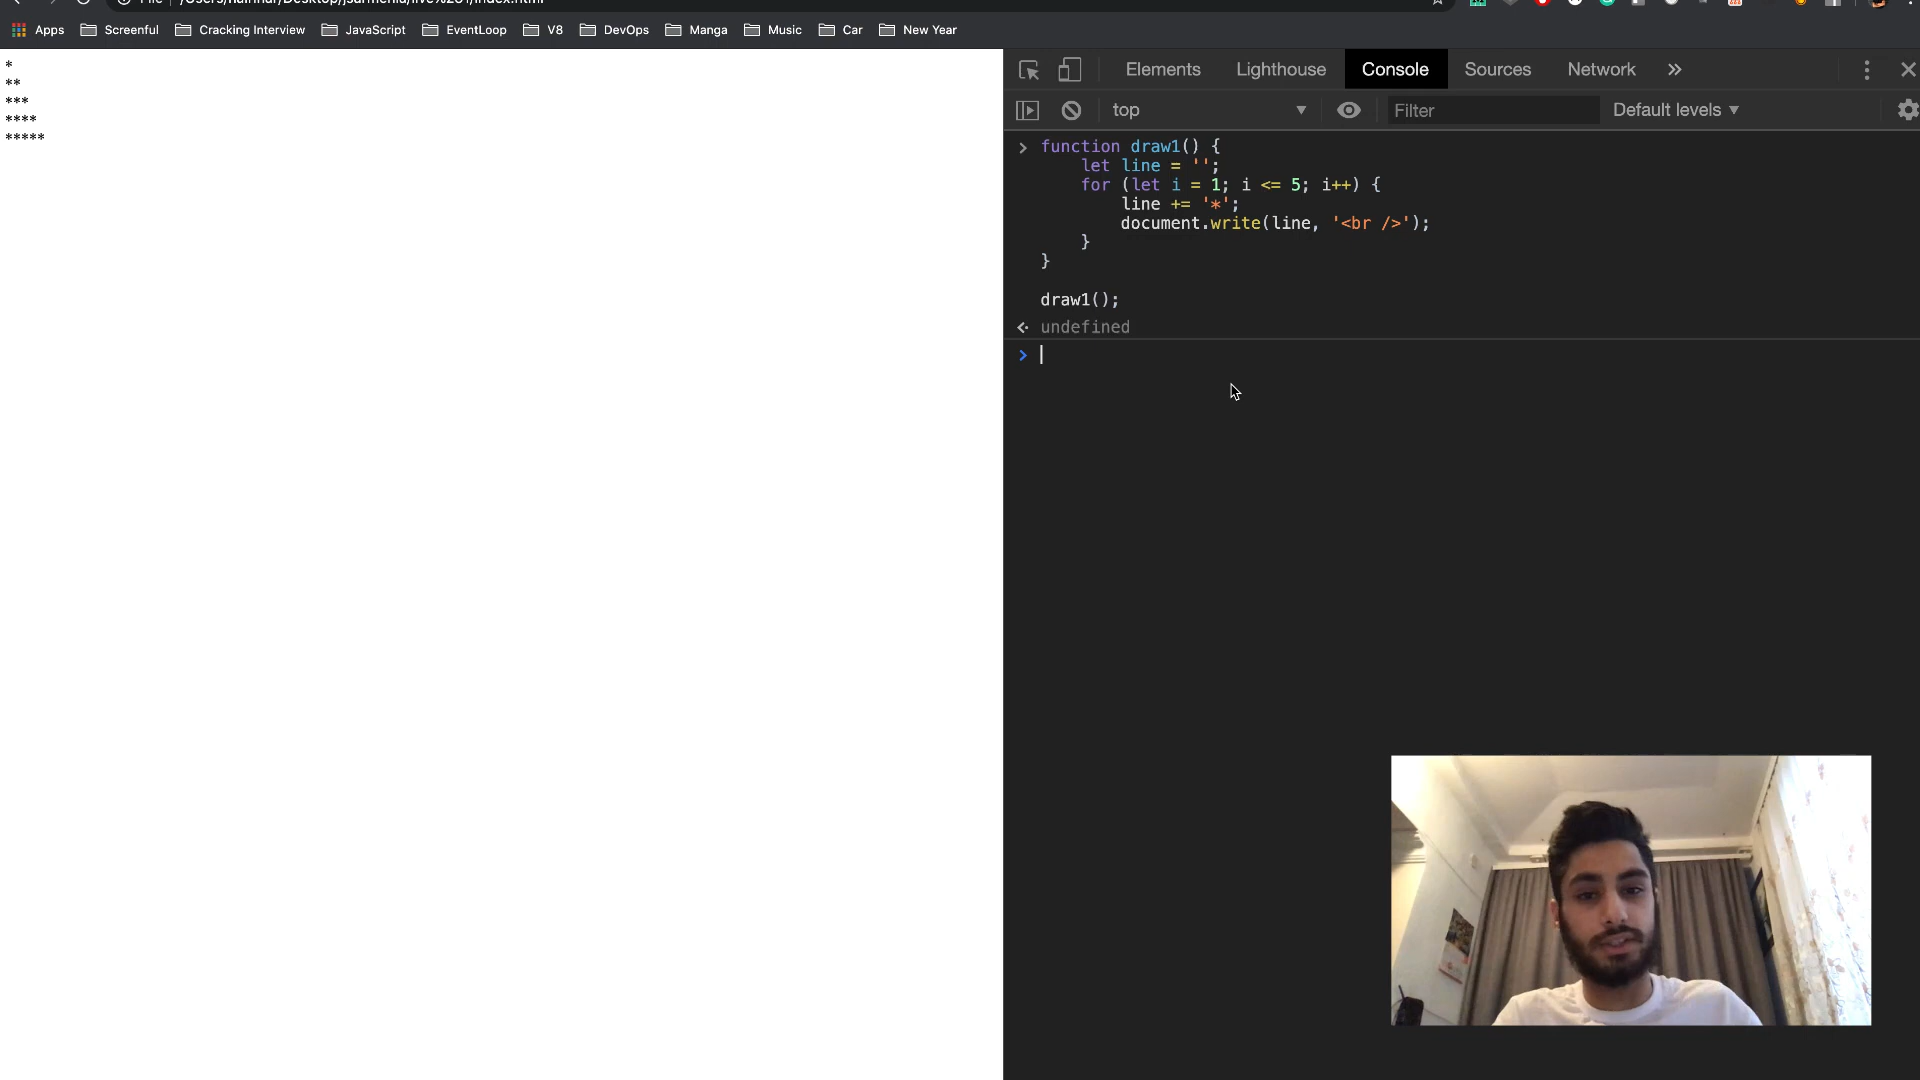 Apps Screenful Cracking Interview JavaScript EventLoop V8 DevOps Manga Music Car New Year
*
**
***
****
*****
Elements Lighthouse Console Sources Network »
top Filter Default levels
> function draw1() {
let line = '';
for (let i = 1; i <= 5; i++) {
line += '*';
document.write(line, '<br />');
}
}
draw1();
undefined
>